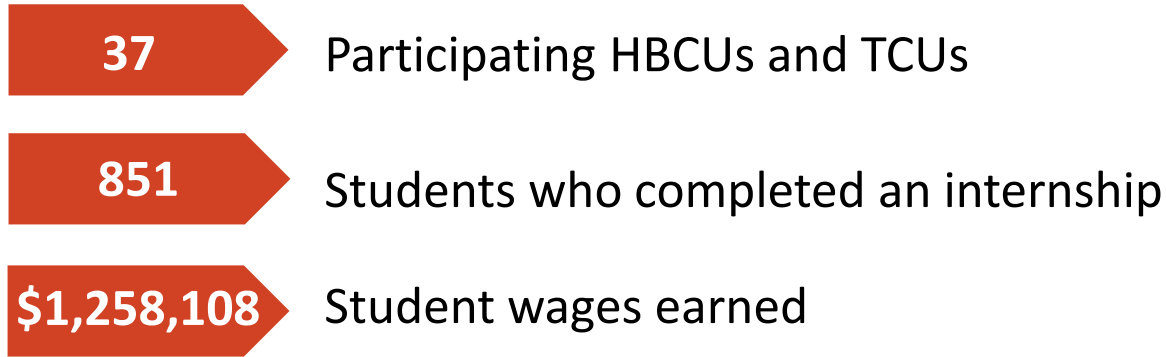 37 Participating HBCUs and TCUs
851 Students who completed an internship
$1,258,108 Student wages earned